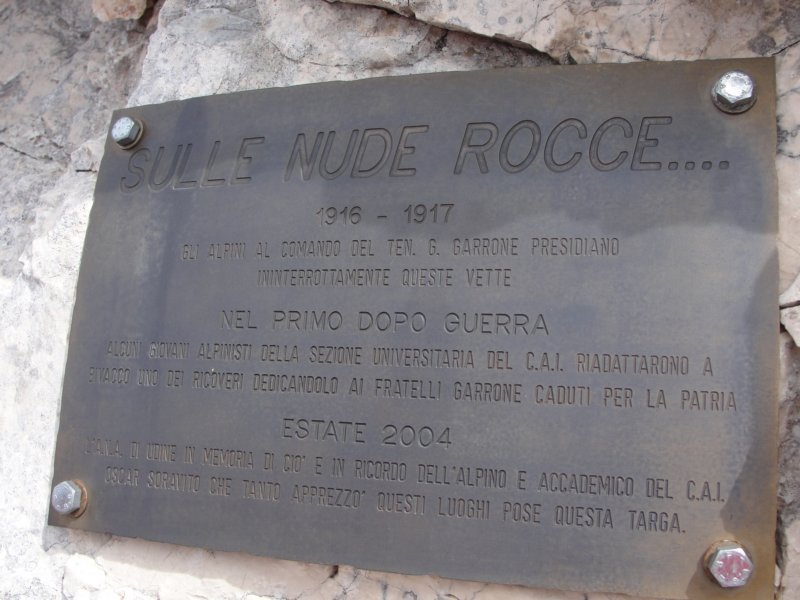 SULLE NUDE ROCCE....
1916 - 1917
GLI ALPINI AL COMANDO DEL TEN. G. GARRONE PRESIDIANO
ININTERROTTAMENTE QUESTE VETTE
NEL PRIMO DOPO GUERRA
ALCUNI GIOVANI ALPINISTI DELLA SEZIONE UNIVERSITARIA DEL C.A.I. RIADATTARONO A
BIVACCO UNO DEI RICOVERI DEDICANDOLO AI FRATELLI GARRONE CADUTI PER LA PATRIA
ESTATE 2004
L'A.N.A. DI UDINE IN MEMORIA DI CIO' E IN RICORDO DELL'ALPINO E ACCADEMICO DEL C.A.I.
OSCAR SORAVITO CHE TANTO APPREZZO' QUESTI LUOGHI POSE QUESTA TARGA.